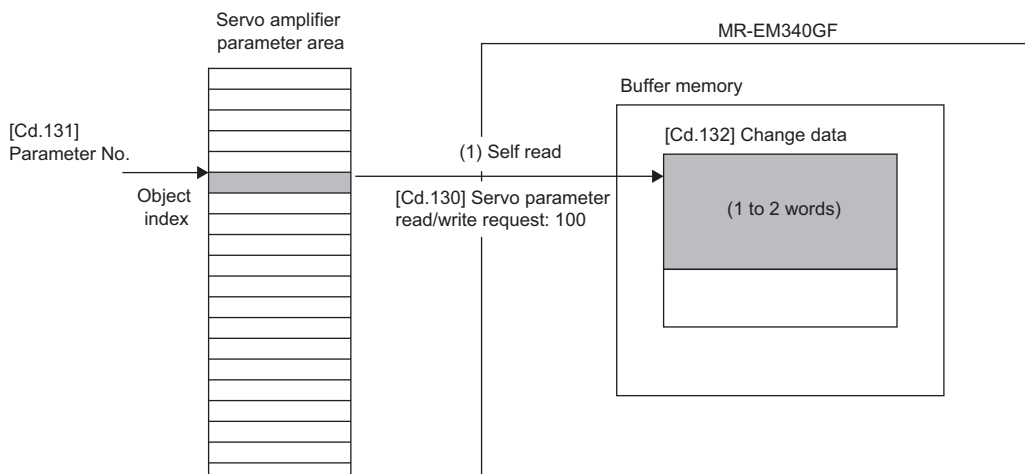 Servo amplifier
parameter area
MR-EM340GF
Buffer memory
[Cd.131]
Parameter No.
Object
index
(1) Self read
[Cd.130] Servo parameter
read/write request: 100
[Cd.132] Change data
(1 to 2 words)